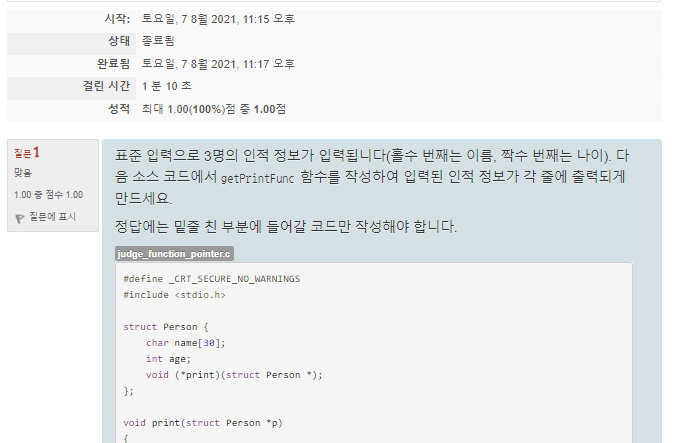 시작: 토요일, 7 8월 2021, 11:15 오후
상태 종료됨
완료됨 토요일, 7 8월 2021, 11:17 오후
걸린 시간 1 분 10 초
성적 최대 1.00(100%)점 중 1.00점
질문 1
맞음
1.00 중 점수 1.00
질문에 표시
표준 입력으로 3명의 인적 정보가 입력됩니다(홀수 번째는 이름, 짝수 번째는 나이). 다
음 소스 코드에서 getPrintFunc 함수를 작성하여 입력된 인적 정보가 각 줄에 출력되게
만드세요.
정답에는 밑줄 친 부분에 들어갈 코드만 작성해야 합니다.
judge_function_pointer.c
#define _CRT_SECURE_NO_WARNINGS
#include <stdio.h>
struct Person {
char name[30];
int age;
void (*print)(struct Person *);
};
void print(struct Person *p)
{